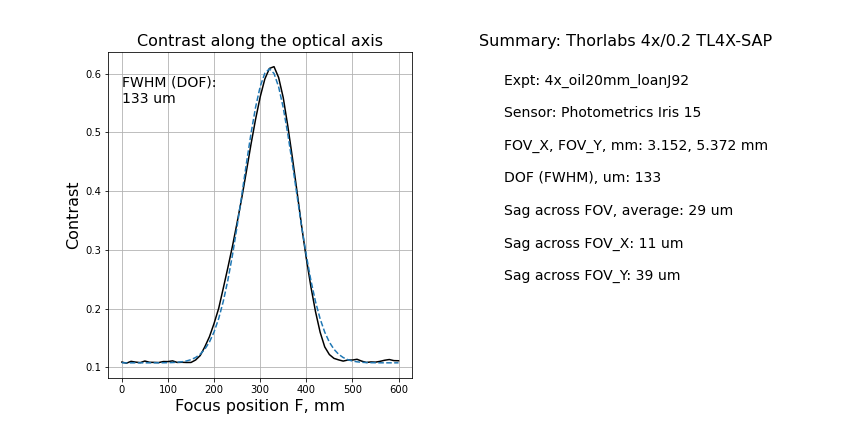 Contrast along the optical axis
FWHM (DOF):
133 um
Contrast
0.6
0.5
0.4
0.3
0.2
0.1
0 100 200 300 400 500 600
Focus position F, mm
Summary: Thorlabs 4x/0.2 TL4X-SAP
Expt: 4x_oil20mm_loanJ92
Sensor: Photometrics Iris 15
FOV_X, FOV_Y, mm: 3.152, 5.372 mm
DOF (FWHM), um: 133
Sag across FOV, average: 29 um
Sag across FOV_X: 11 um
Sag across FOV_Y: 39 um